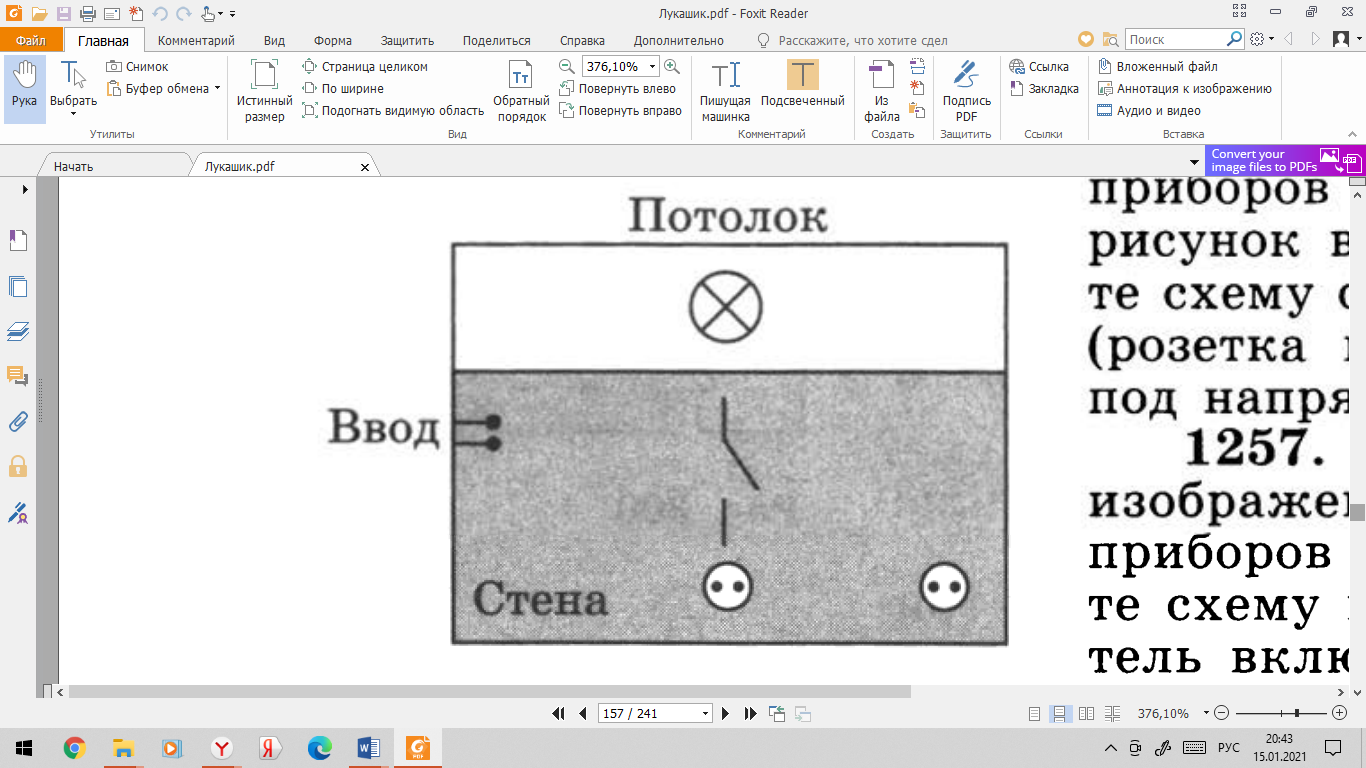 Лукашик.pdf - Foxit Reader
Файл
Главная
Комментарий
Вид
Форма
Защитить
Поделиться
Справка
Дополнительно
Расскажите, что хотите сдел
Поиск
Рука
Выбрать
Снимок
Буфер обмена
Утилиты
Истинный размер
Страница целиком
По ширине
Подогнать видимую область
Обратный порядок
376,10%
Повернуть влево
Повернуть вправо
Вид
Пишущая машинка
Подсвеченный
Комментарий
Из файла
Создать
Подпись PDF
Защитить
Ссылка
Закладка
Ссылки
Вложенный файл
Аннотация к изображению
Аудио и видео
Вставка
Начать
Лукашик.pdf
Convert your
image files to PDFs
Потолок
Ввод
Стена
приборов
рисунок в
те схему
(розетка
под напря
1257.
изображе
приборов
те схему
тель вклю
157 / 241
376,10%
РУС
20:43
15.01.2021